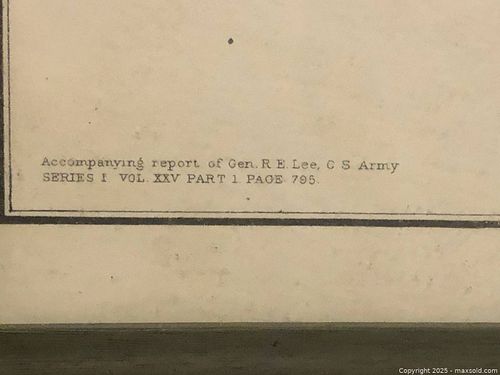 Accompanying report of Gen. R E. Lee, C S Army
SERIES I VOL. XXV PART 1. PAGE 795.
Copyright 2025 - maxsold.com